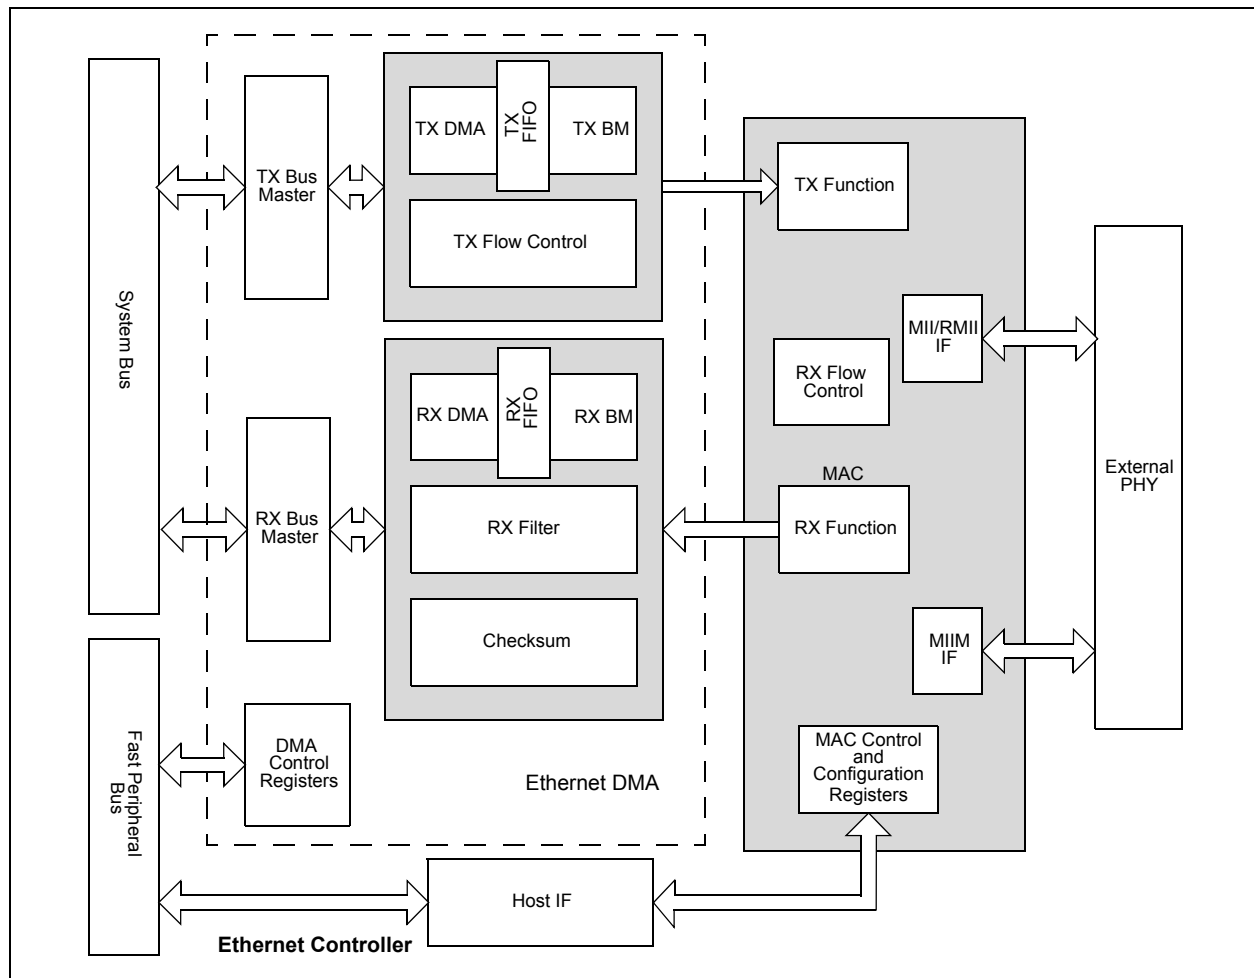 System Bus
Fast Peripheral
Bus
TX Bus
Master
TX DMA
TX
FIFO
TX BM
TX Flow Control
RX Bus
Master
RX DMA
RX
FIFO
RX BM
RX Filter
Checksum
DMA
Control
Registers
Ethernet DMA
TX Function
MII/RMII
IF
RX Flow
Control
MAC
RX Function
MIIM
IF
MAC Control
and
Configuration
Registers
External
PHY
Host IF
Ethernet Controller